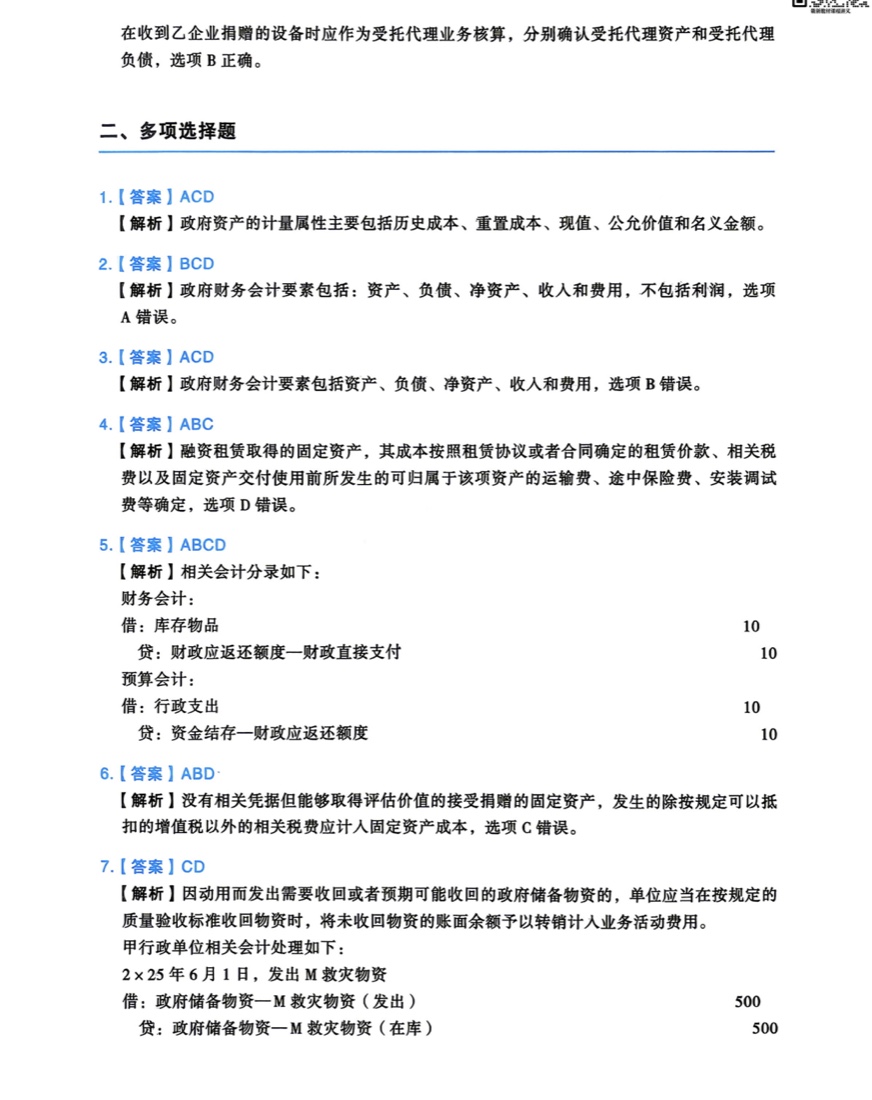 在收到乙企业捐赠的设备时应作为受托代理业务核算，分别确认受托代理资产和受托代理
负债，选项 B 正确。
二、多项选择题
1.【答案】ACD
【解析】政府资产的计量属性主要包括历史成本、重置成本、现值、公允价值和名义金额。
2.【答案】BCD
【解析】政府财务会计要素包括：资产、负债、净资产、收入和费用，不包括利润，选项
A 错误。
3.【答案】ACD
【解析】政府财务会计要素包括资产、负债、净资产、收入和费用，选项 B 错误。
4.【答案】ABC
【解析】融资租赁取得的固定资产，其成本按照租赁协议或者合同确定的租赁价款、相关税
费以及固定资产交付使用前所发生的可归属于该项资产的运输费、途中保险费、安装调试
费等确定，选项 D 错误。
5.【答案】ABCD
【解析】相关会计分录如下：
财务会计：
借：库存物品 10
贷：财政应返还额度—财政直接支付 10
预算会计：
借：行政支出 10
贷：资金结存—财政应返还额度 10
6.【答案】ABD
【解析】没有相关凭据但能够取得评估价值的接受捐赠的固定资产，发生的除按规定可以抵
扣的增值税以外的相关税费应计入固定资产成本，选项 C 错误。
7.【答案】CD
【解析】因动用而发出需要收回或者预期可能收回的政府储备物资的，单位应当在按规定的
质量验收标准收回物资时，将未收回物资的账面余额予以转销计入业务活动费用。
甲行政单位相关会计处理如下：
2×25 年 6 月 1 日，发出 M 救灾物资
借：政府储备物资—M 救灾物资（发出） 500
贷：政府储备物资—M 救灾物资（在库） 500